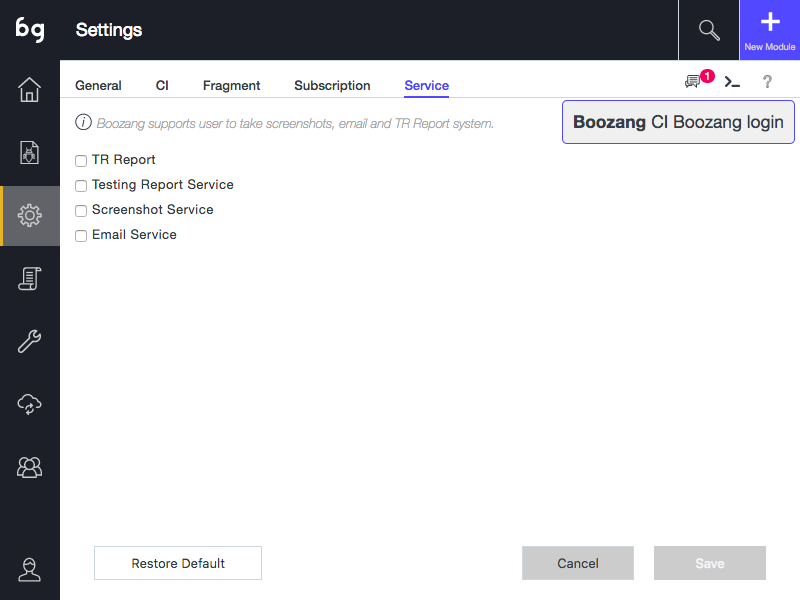 bg
Settings
New Module
General CI Fragment Subscription Service
1
?
Boozang supports user to take screenshots, email and TR Report system.
Boozang CI Boozang login
TR Report
Testing Report Service
Screenshot Service
Email Service
Restore Default
Cancel
Save